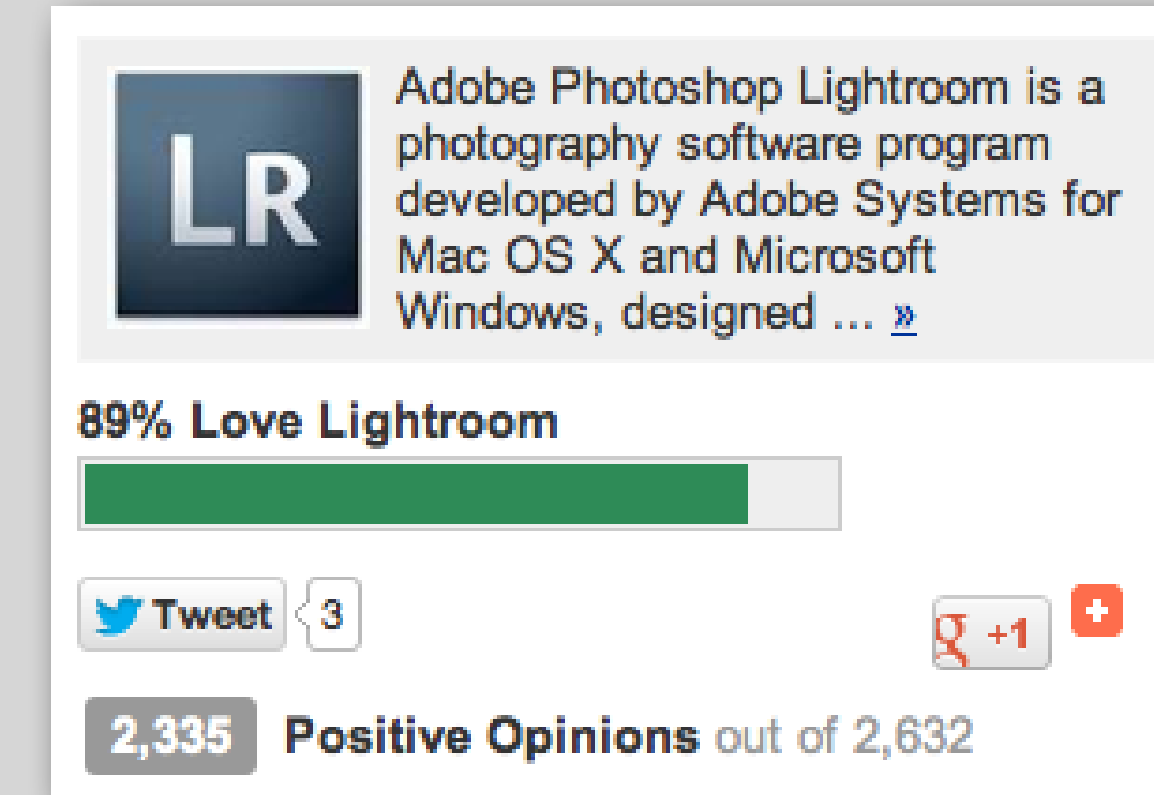 LR
Adobe Photoshop Lightroom is a
photography software program
developed by Adobe Systems for
Mac OS X and Microsoft
Windows, designed ... »
89% Love Lightroom
Tweet 3
g +1 +
2,335 Positive Opinions out of 2,632